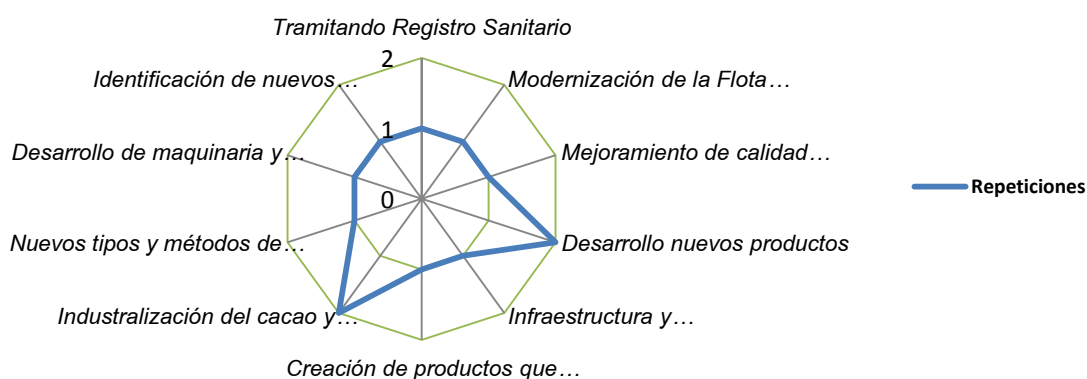 Tramitando Registro Sanitario
2
Identificación de nuevos…
Modernización de la Flota…
1
Desarrollo de maquinaria y…
Mejoramiento de calidad…
0
Repeticiones
Nuevos tipos y métodos de…
Desarrollo nuevos productos
Industralización del cacao y…
Infraestructura y…
Creación de productos que…